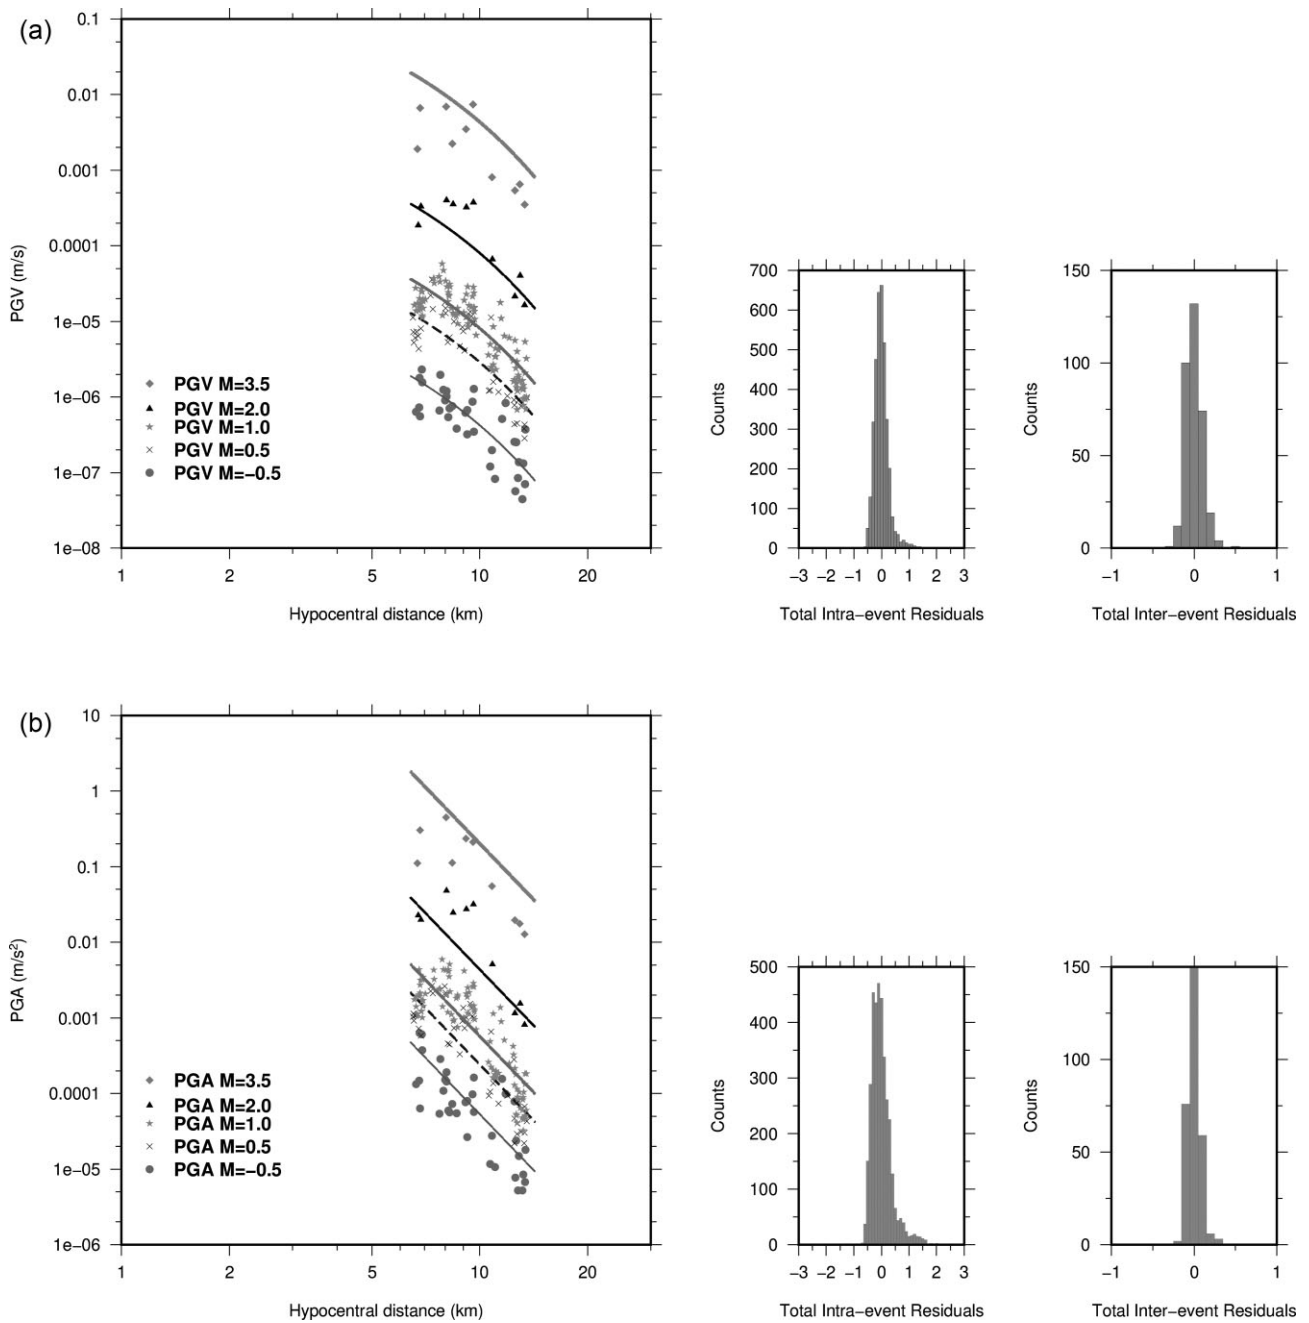 (a)
0.1
0.01
0.001
0.0001
1e−05
1e−06
1e−07
1e−08
PGV (m/s)
PGV M=3.5
PGV M=2.0
PGV M=1.0
PGV M=0.5
PGV M=−0.5
1 2 5 10 20
Hypocentral distance (km)
700
600
500
400
300
200
100
0
Counts
−3 −2 −1 0 1 2 3
Total Intra−event Residuals
150
100
50
0
Counts
−1 0 1
Total Inter−event Residuals
(b)
10
1
0.1
0.01
0.001
0.0001
1e−05
1e−06
PGA (m/s²)
PGA M=3.5
PGA M=2.0
PGA M=1.0
PGA M=0.5
PGA M=−0.5
1 2 5 10 20
Hypocentral distance (km)
500
400
300
200
100
0
Counts
−3 −2 −1 0 1 2 3
Total Intra−event Residuals
150
100
50
0
Counts
−1 0 1
Total Inter−event Residuals